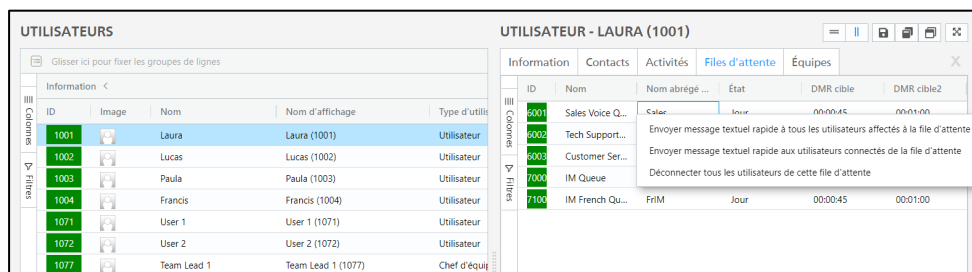 UTILISATEURS
Glisser ici pour fixer les groupes de lignes
Colonnes
Filtres
Information
ID Image Nom Nom d'affichage Type d'utilis
1001 Laura Laura (1001) Utilisateur
1002 Lucas Lucas (1002) Utilisateur
1003 Paula Paula (1003) Utilisateur
1004 Francis Francis (1004) Utilisateur
1071 User 1 User 1 (1071) Utilisateur
1072 User 2 User 2 (1072) Utilisateur
1077 Team Lead 1 Team Lead 1 (1077) Chef d'équip
UTILISATEUR - LAURA (1001)
Information Contacts Activités Files d'attente Équipes X
Colonnes
Filtres
ID Nom Nom abrégé ... État DMR cible DMR cible2
6001 Sales Voice Q... Sales Jour 00:00:45 00:01:00
6002 Tech Support...
6003 Customer Ser...
7000 IM Queue
7100 IM French Qu... FrIM Jour 00:00:45 00:01:00
Envoyer message textuel rapide à tous les utilisateurs affectés à la file d'attente
Envoyer message textuel rapide aux utilisateurs connectés de la file d'attente
Déconnecter tous les utilisateurs de cette file d'attente